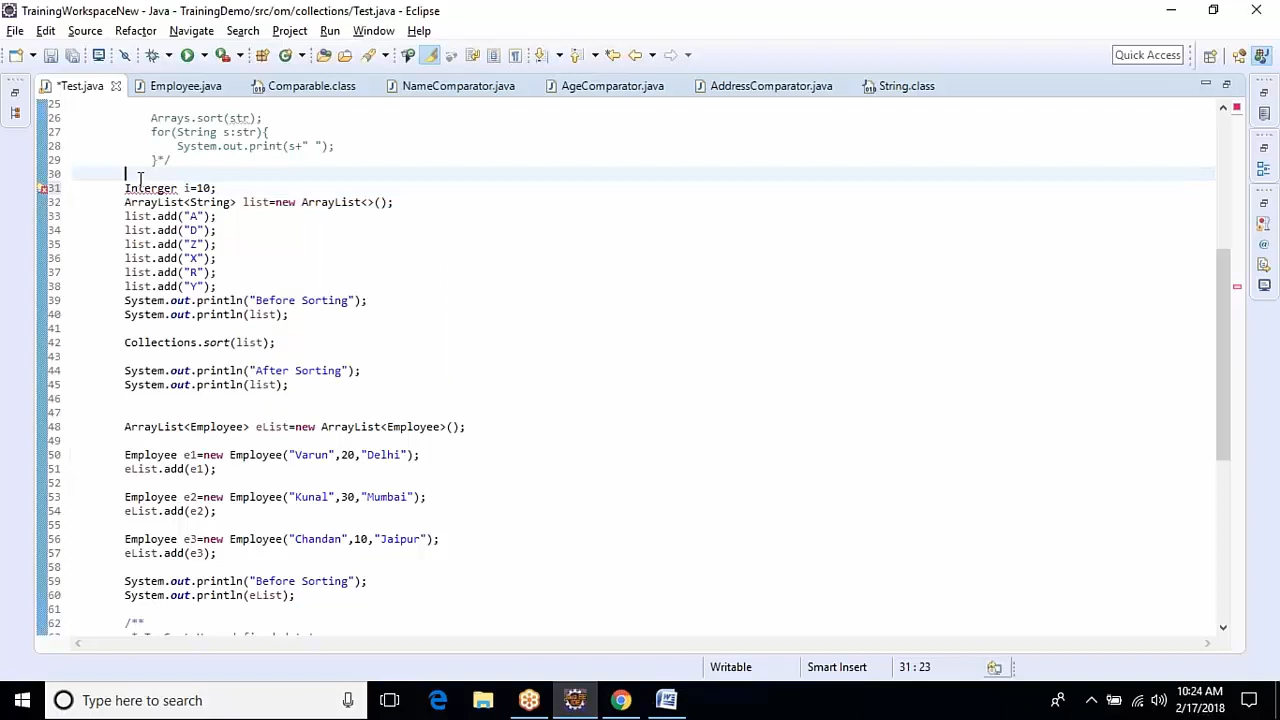 TrainingWorkspaceNew - Java - TrainingDemo/src/om/collections/Test.java - Eclipse
File Edit Source Refactor Navigate Search Project Run Window Help
Quick Access
*Test.java Employee.java Comparable.class NameComparator.java AgeComparator.java AddressComparator.java String.class
25
26 Arrays.sort(str);
27 for(String s:str){
28 System.out.print(s+" ");
29 }*/
30
31 Interger i=10;
32 ArrayList<String> list=new ArrayList<>();
33 list.add("A");
34 list.add("D");
35 list.add("Z");
36 list.add("X");
37 list.add("R");
38 list.add("Y");
39 System.out.println("Before Sorting");
40 System.out.println(list);
41
42 Collections.sort(list);
43
44 System.out.println("After Sorting");
45 System.out.println(list);
46
47
48 ArrayList<Employee> eList=new ArrayList<Employee>();
49
50 Employee e1=new Employee("Varun",20,"Delhi");
51 eList.add(e1);
52
53 Employee e2=new Employee("Kunal",30,"Mumbai");
54 eList.add(e2);
55
56 Employee e3=new Employee("Chandan",10,"Jaipur");
57 eList.add(e3);
58
59 System.out.println("Before Sorting");
60 System.out.println(eList);
61
62 /**
Writable Smart Insert 31 : 23
Type here to search
10:24 AM
2/17/2018